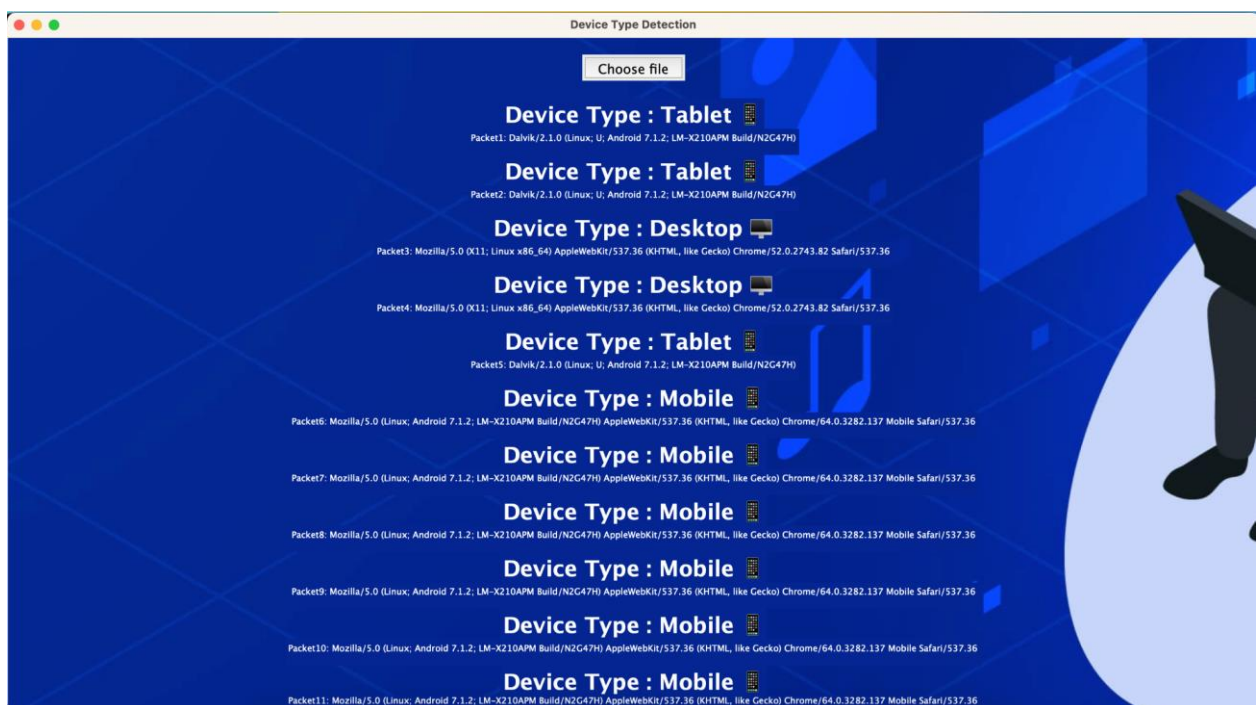 Device Type Detection
Choose file
Device Type : Tablet
Packet1: Dalvik/2.1.0 (Linux; U; Android 7.1.2; LM-X210APM Build/N2G47H)
Device Type : Tablet
Packet2: Dalvik/2.1.0 (Linux; U; Android 7.1.2; LM-X210APM Build/N2G47H)
Device Type : Desktop
Packet3: Mozilla/5.0 (X11; Linux x86_64) AppleWebKit/537.36 (KHTML, like Gecko) Chrome/52.0.2743.82 Safari/537.36
Device Type : Desktop
Packet4: Mozilla/5.0 (X11; Linux x86_64) AppleWebKit/537.36 (KHTML, like Gecko) Chrome/52.0.2743.82 Safari/537.36
Device Type : Tablet
Packet5: Dalvik/2.1.0 (Linux; U; Android 7.1.2; LM-X210APM Build/N2G47H)
Device Type : Mobile
Packet6: Mozilla/5.0 (Linux; Android 7.1.2; LM-X210APM Build/N2G47H) AppleWebKit/537.36 (KHTML, like Gecko) Chrome/64.0.3282.137 Mobile Safari/537.36
Device Type : Mobile
Packet7: Mozilla/5.0 (Linux; Android 7.1.2; LM-X210APM Build/N2G47H) AppleWebKit/537.36 (KHTML, like Gecko) Chrome/64.0.3282.137 Mobile Safari/537.36
Device Type : Mobile
Packet8: Mozilla/5.0 (Linux; Android 7.1.2; LM-X210APM Build/N2G47H) AppleWebKit/537.36 (KHTML, like Gecko) Chrome/64.0.3282.137 Mobile Safari/537.36
Device Type : Mobile
Packet9: Mozilla/5.0 (Linux; Android 7.1.2; LM-X210APM Build/N2G47H) AppleWebKit/537.36 (KHTML, like Gecko) Chrome/64.0.3282.137 Mobile Safari/537.36
Device Type : Mobile
Packet10: Mozilla/5.0 (Linux; Android 7.1.2; LM-X210APM Build/N2G47H) AppleWebKit/537.36 (KHTML, like Gecko) Chrome/64.0.3282.137 Mobile Safari/537.36
Device Type : Mobile
Packet11: Mozilla/5.0 (Linux; Android 7.1.2; LM-X210APM Build/N2G47H) AppleWebKit/537.36 (KHTML, like Gecko) Chrome/64.0.3282.137 Mobile Safari/537.36